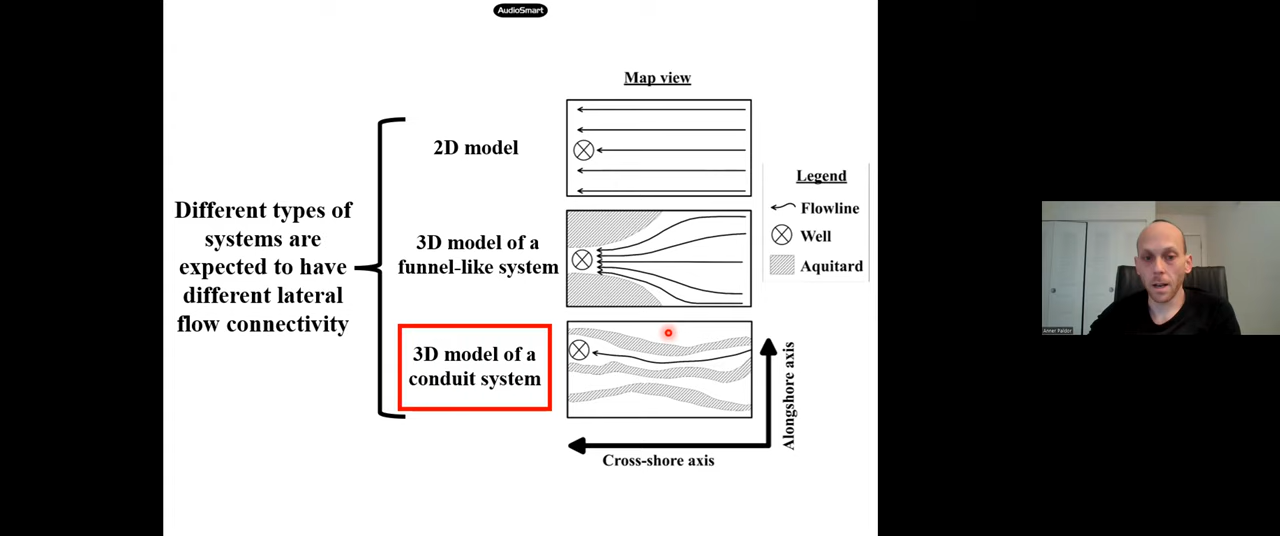 AudioSmart
Map view
Different types of
systems are
expected to have
different lateral
flow connectivity
2D model
3D model of a
funnel-like system
3D model of a
conduit system
Legend
Flowline
Well
Aquitard
Alongshore axis
Cross-shore axis